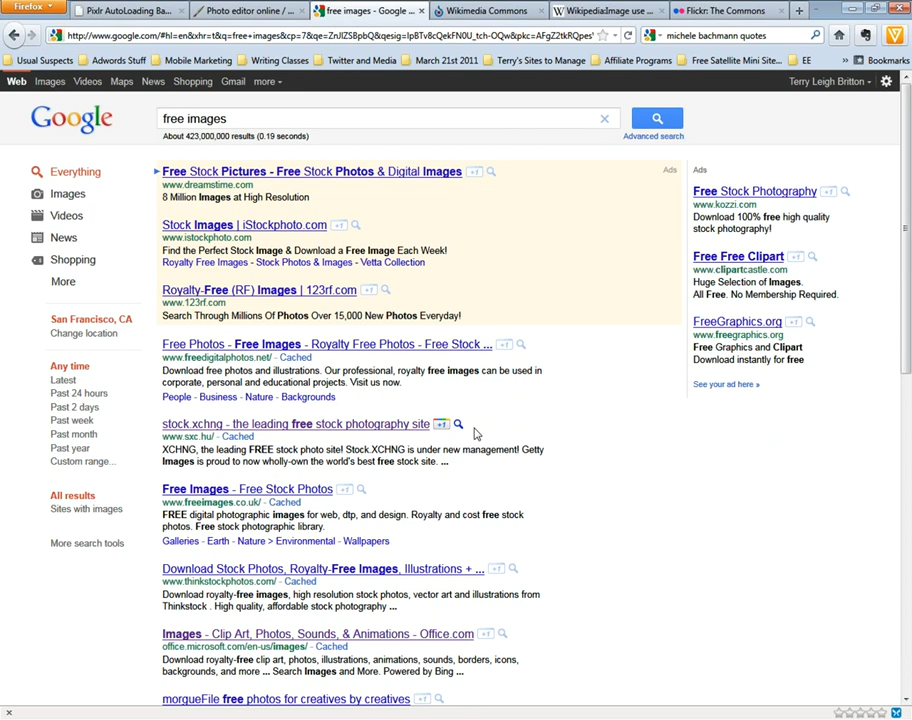 Firefox
Pixlr AutoLoading Ba...
Photo editor online / ...
free images - Google ...
Wikimedia Commons
Wikipedia:Image use ...
Flickr: The Commons
http://www.google.com/#hl=en&xhr=t&q=free+images&cp=7&qe=
michele bachmann quotes
Usual Suspects
Adwords Stuff
Mobile Marketing
Writing Classes
Twitter and Media
March 21st 2011
Terry's Sites to Manage
Affiliate Programs
Free Satellite Mini Site...
EE
Bookmarks
Web Images Videos Maps News Shopping Gmail more
Terry Leigh Britton
Google
free images
About 423,000,000 results (0.19 seconds)
Advanced search
Everything
Images
Videos
News
Shopping
More
San Francisco, CA
Change location
Any time
Latest
Past 24 hours
Past 2 days
Past week
Past month
Past year
Custom range...
All results
Sites with images
More search tools
Free Stock Pictures - Free Stock Photos & Digital Images +1
Ads
www.dreamstime.com
8 Million Images at High Resolution
Stock Images | iStockphoto.com +1
www.istockphoto.com
Find the Perfect Stock Image & Download a Free Image Each Week!
Royalty Free Images - Stock Photos & Images - Vetta Collection
Royalty-Free (RF) Images | 123rf.com +1
www.123rf.com
Search Through Millions Of Photos Over 15,000 New Photos Everyday!
Free Photos - Free Images - Royalty Free Photos - Free Stock ... +1
www.freedigitalphotos.net/ - Cached
Download free photos and illustrations. Our professional, royalty free images can be used in
corporate, personal and educational projects. Visit us now.
People - Business - Nature - Backgrounds
stock.xchng - the leading free stock photography site +1
www.sxc.hu/ - Cached
XCHNG, the leading FREE stock photo site! Stock.XCHNG is under new management! Getty
Images is proud to now wholly-own the world's best free stock site. ...
Free Images - Free Stock Photos +1
www.freeimages.co.uk/ - Cached
FREE digital photographic images for web, dtp, and design. Royalty and cost free stock
photos. Free stock photographic library.
Galleries - Earth - Nature > Environmental - Wallpapers
Download Stock Photos, Royalty-Free Images, Illustrations + ... +1
www.thinkstockphotos.com/ - Cached
Download royalty-free images, high resolution stock photos, vector art and illustrations from
Thinkstock . High quality, affordable stock photography ...
Images - Clip Art, Photos, Sounds, & Animations - Office.com +1
office.microsoft.com/en-us/images/ - Cached
Download royalty-free clip art, photos, illustrations, animations, sounds, borders, icons,
backgrounds, and more ... Search Images and More. Powered by Bing ...
morgueFile free photos for creatives by creatives +1
Ads
Free Stock Photography +1
www.kozzi.com
Download 100% free high quality
stock photography!
Free Free Clipart +1
www.clipartcastle.com
Huge Selection of Images.
All Free. No Membership Required.
FreeGraphics.org +1
www.freegraphics.org
Free Graphics and Clipart
Download instantly for free
See your ad here »